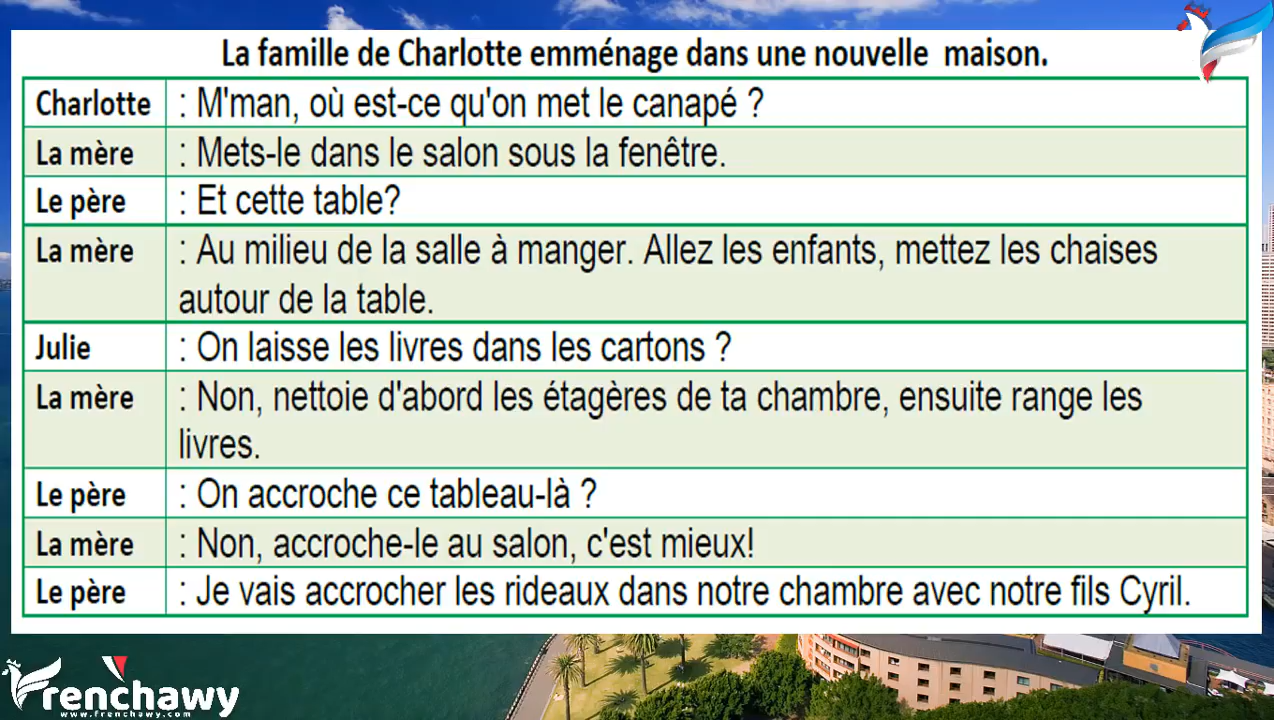 La famille de Charlotte emménage dans une nouvelle maison.
Charlotte : M'man, où est-ce qu'on met le canapé ?
La mère : Mets-le dans le salon sous la fenêtre.
Le père : Et cette table?
La mère : Au milieu de la salle à manger. Allez les enfants, mettez les chaises
autour de la table.
Julie : On laisse les livres dans les cartons ?
La mère : Non, nettoie d'abord les étagères de ta chambre, ensuite range les
livres.
Le père : On accroche ce tableau-là ?
La mère : Non, accroche-le au salon, c'est mieux!
Le père : Je vais accrocher les rideaux dans notre chambre avec notre fils Cyril.
Frenchawy
www.frenchawy.com